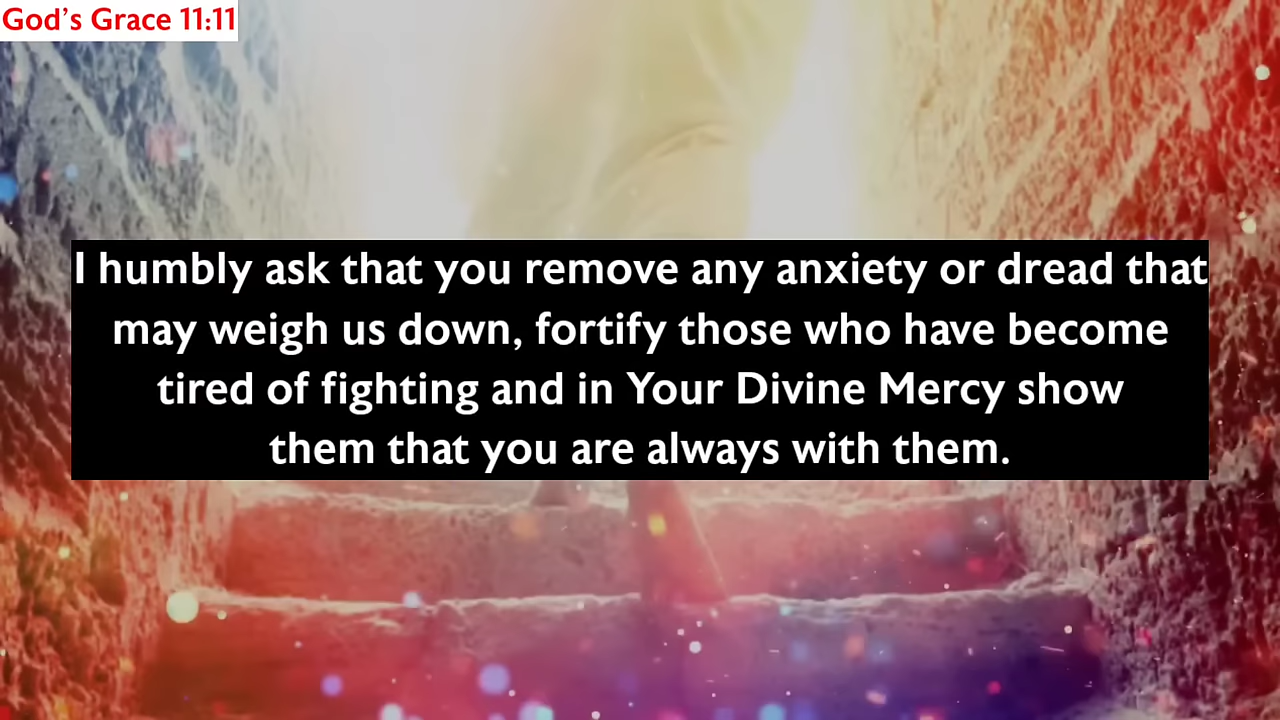 God's Grace 11:11
I humbly ask that you remove any anxiety or dread that
may weigh us down, fortify those who have become
tired of fighting and in Your Divine Mercy show
them that you are always with them.